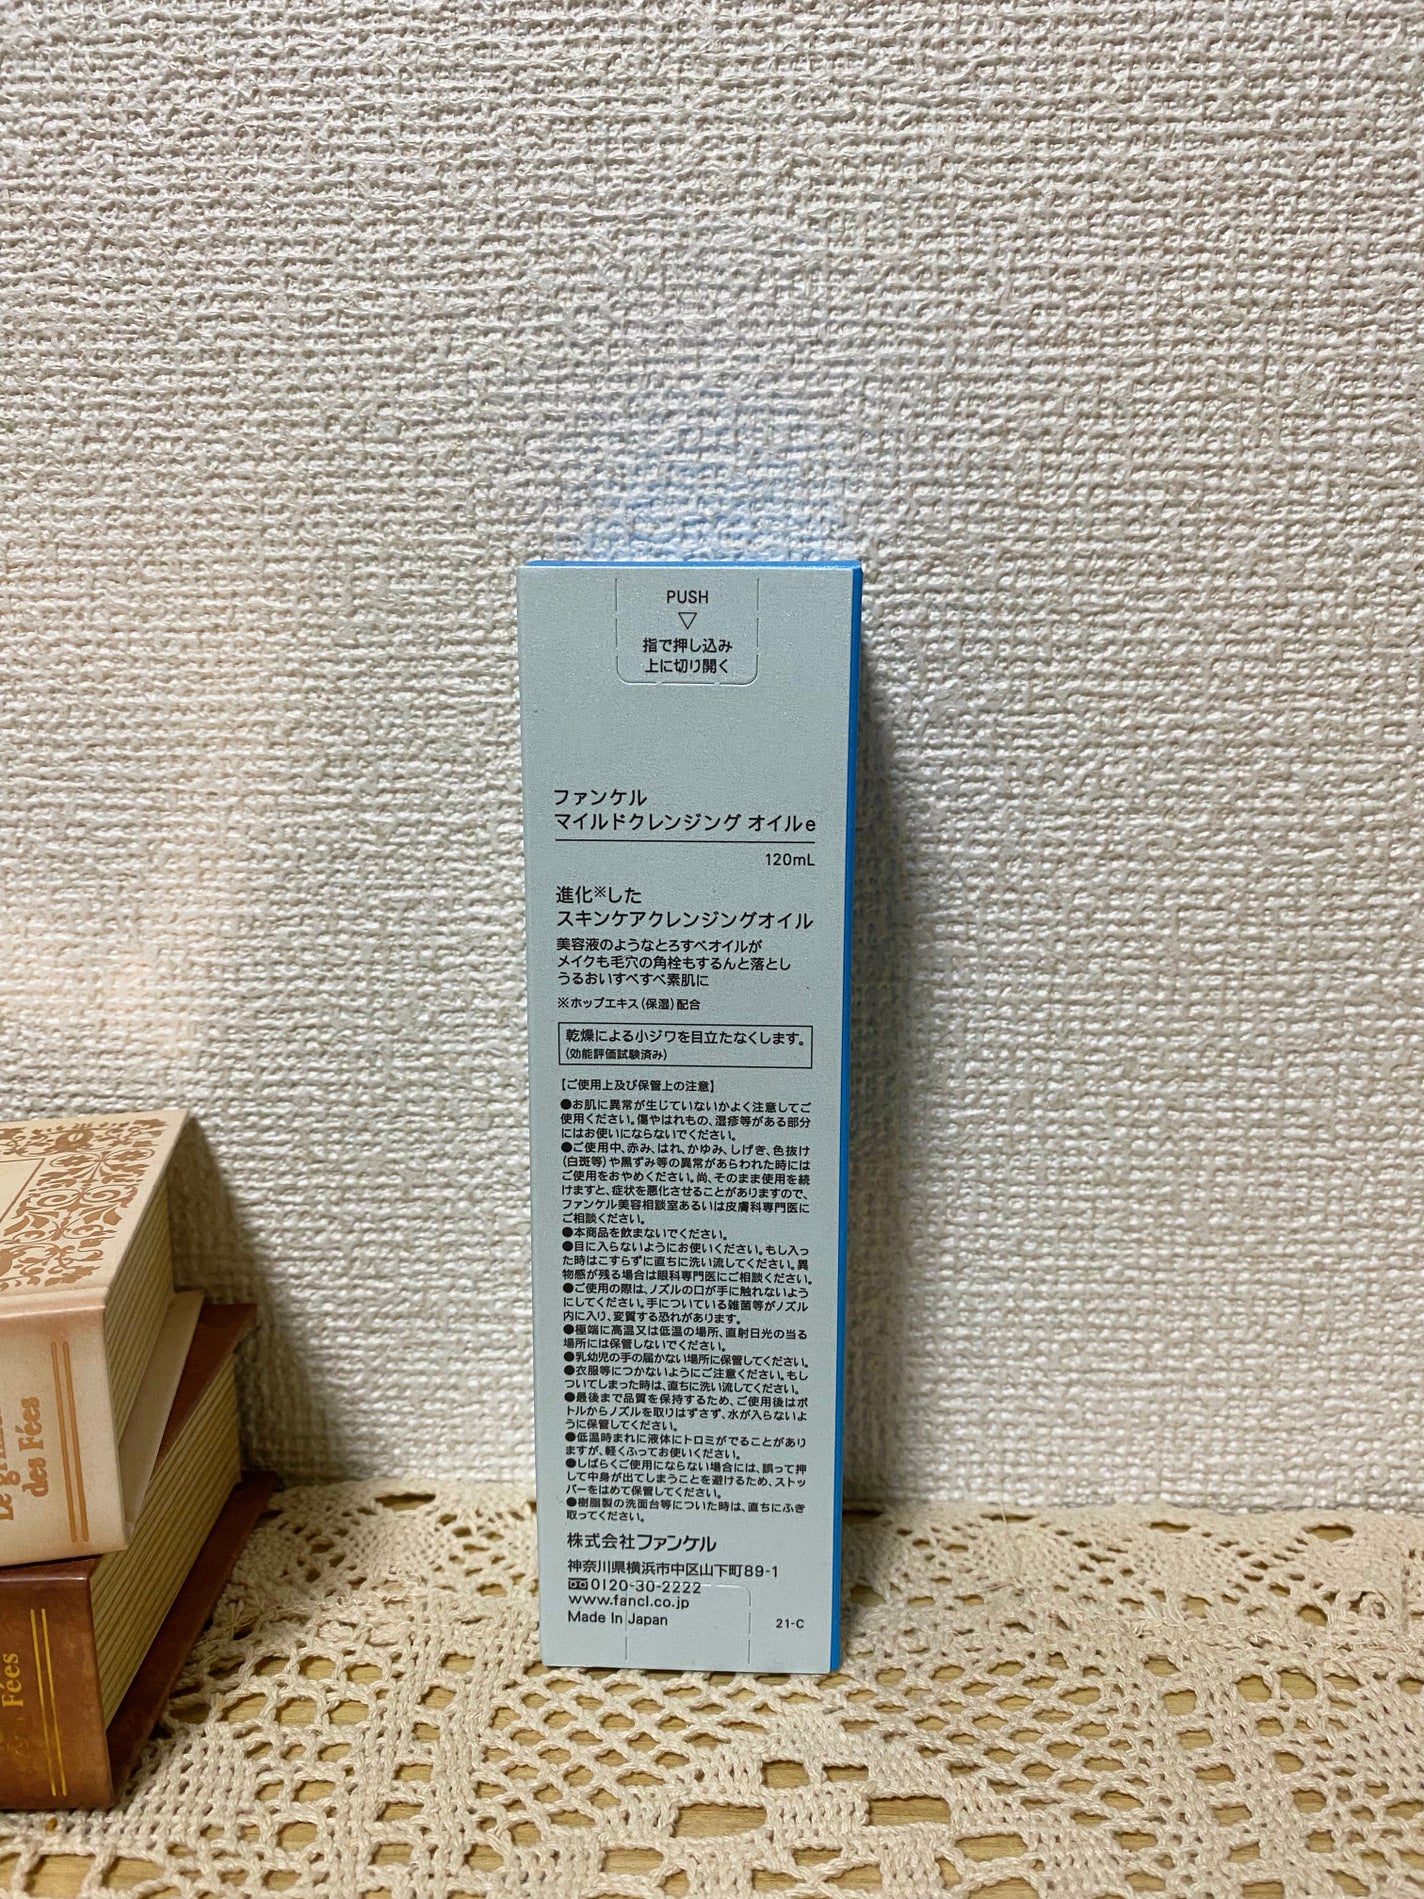 PUSH
指で押し込み
上に切り開く
ファンケル
マイルドクレンジング オイルe
120mL
進化※した
スキンケアクレンジングオイル
美容液のようなとろすべオイルが
メイクも毛穴の角栓もするんと落とし
うるおいすべすべ素肌に
※ホップエキス(保湿)配合
乾燥による小ジワを目立たなくします。
(効能評価試験済み)
【ご使用上及び保管上の注意】
●お肌に異常が生じていないかよく注意してご
使用ください。傷やはれもの、湿疹等がある部分
にはお使いにならないでください。
●ご使用中、赤み、はれ、かゆみ、しげき、色抜け
(白斑等)や黒ずみ等の異常があらわれた時には
ご使用をおやめください。尚、そのまま使用を続
けますと、症状を悪化させることがありますので、
ファンケル美容相談室あるいは皮膚科専門医に
ご相談ください。
●本商品を飲まないでください。
●目に入らないようにお使いください。もし入っ
た時はこすらずに直ちに洗い流してください。異
物感が残る場合は眼科専門医にご相談ください。
●ご使用の際は、ノズルの口が手に触れないよう
にしてください。手についている雑菌等がノズル
内に入り、変質する恐れがあります。
●極端に高温又は低温の場所、直射日光の当る
場所には保管しないでください。
●乳幼児の手の届かない場所に保管してください。
●衣服等につかないようにご注意ください。もし
ついてしまった時は、直ちに洗い流してください。
●最後まで品質を保持するため、ご使用後はボ
トルからノズルを取りはずさず、水が入らないよ
うに保管してください。
●低温時まれに液体にトロミがでることがあり
ますが、軽くふってお使いください。
●しばらくご使用にならない場合には、誤って押
して中身が出てしまうことを避けるため、ストッ
パーをはめて保管してください。
●樹脂製の洗面台等についた時は、直ちにふき
取ってください。
株式会社ファンケル
神奈川県横浜市中区山下町89-1
0120-30-2222
www.fancl.co.jp
Made In Japan
21-C
des Fées
Fées